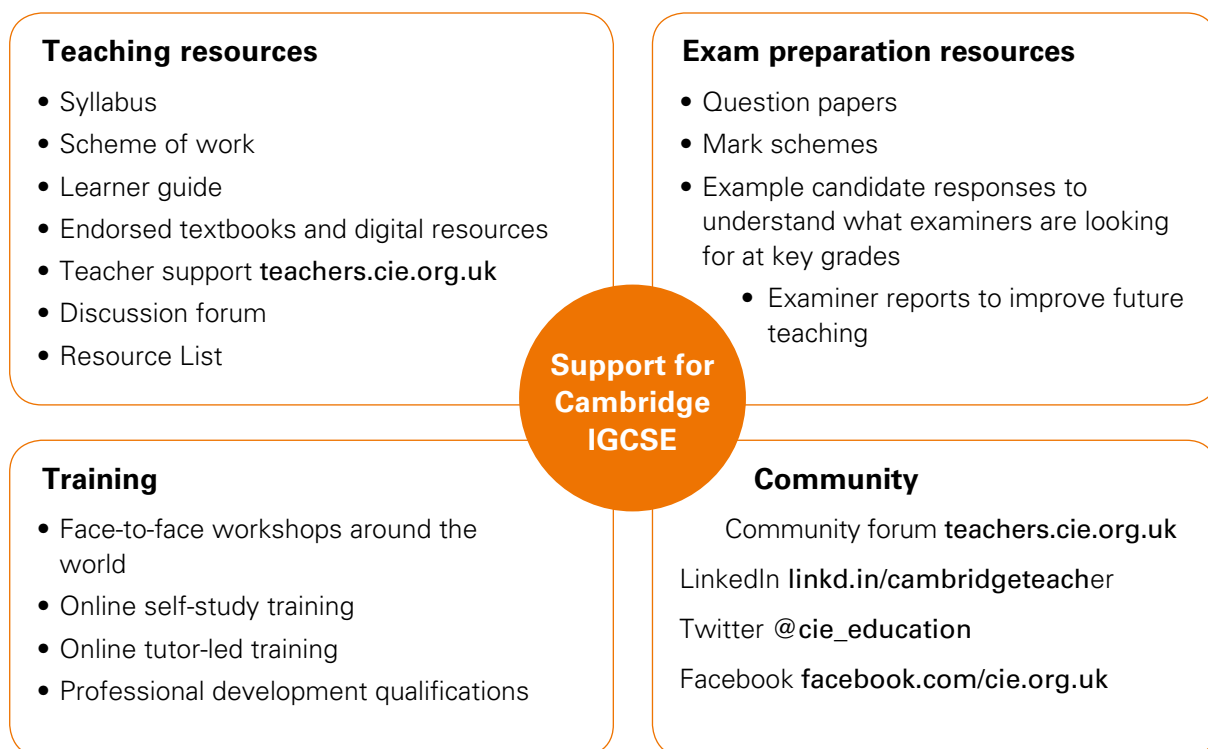 Teaching resources
• Syllabus
• Scheme of work
• Learner guide
• Endorsed textbooks and digital resources
• Teacher support teachers.cie.org.uk
• Discussion forum
• Resource List
Exam preparation resources
• Question papers
• Mark schemes
• Example candidate responses to
understand what examiners are looking
for at key grades
• Examiner reports to improve future
teaching
Support for
Cambridge
IGCSE
Training
• Face-to-face workshops around the
world
• Online self-study training
• Online tutor-led training
• Professional development qualifications
Community
Community forum teachers.cie.org.uk
LinkedIn linkd.in/cambridgeteacher
Twitter @cie_education
Facebook facebook.com/cie.org.uk